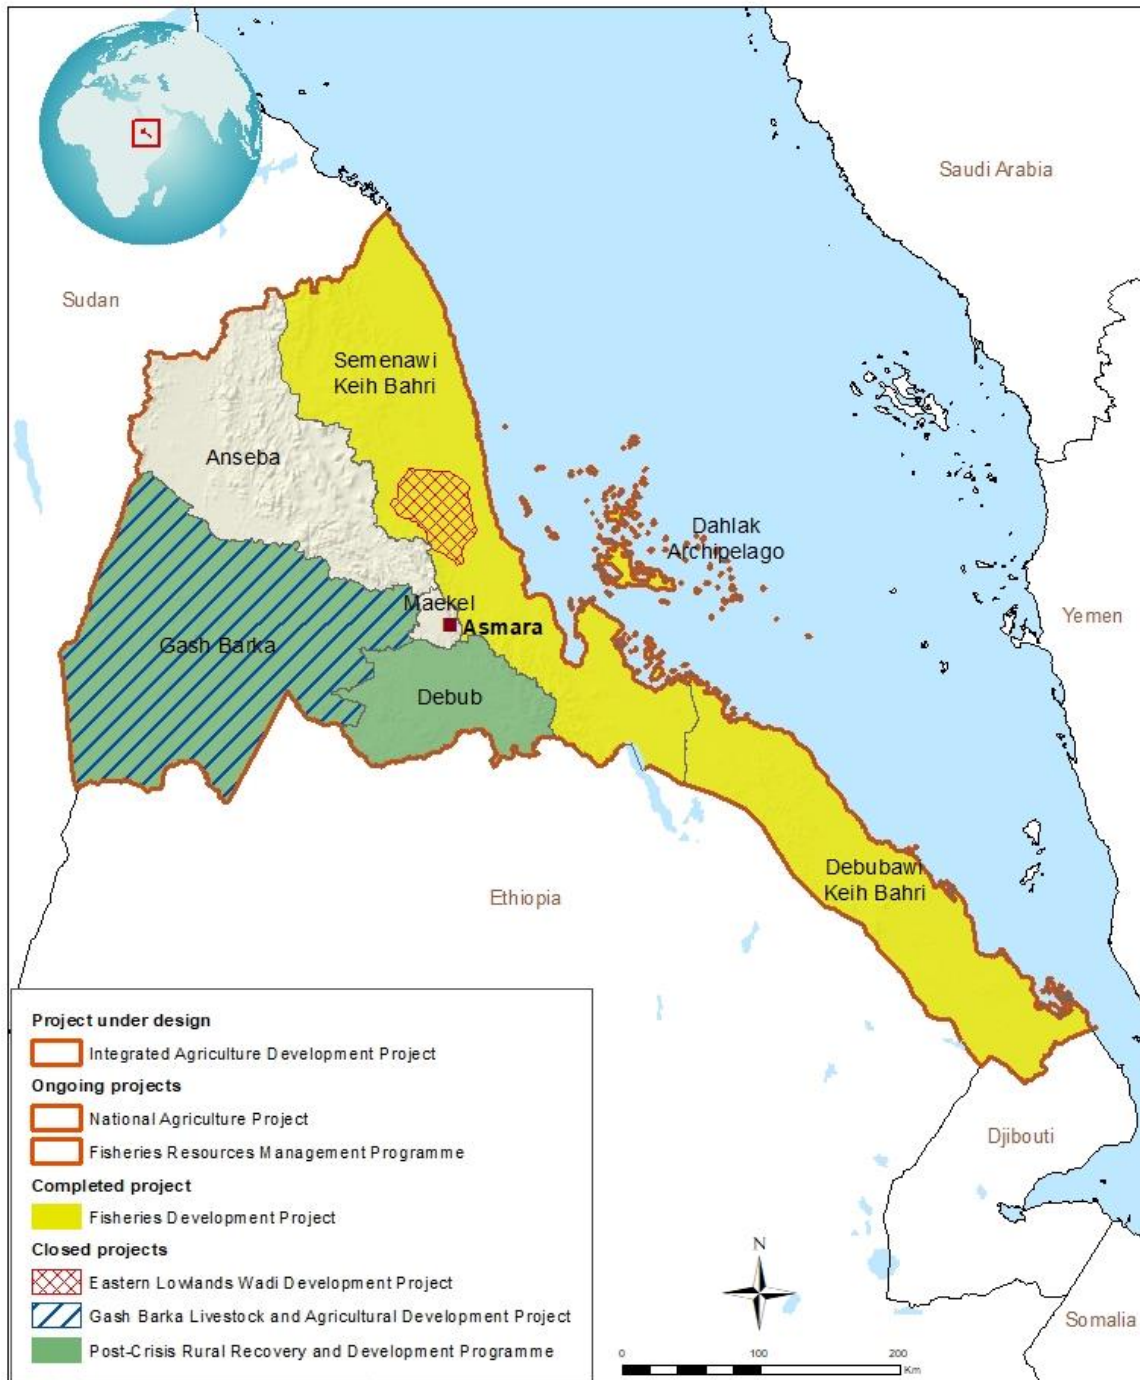 Saudi Arabia
Sudan
Semenawi
Keih Bahri
Anseba
Dahlak
Archipelago
Maekel
Asmara
Yemen
Gash Barka
Debub
Debubawi
Keih Bahri
Ethiopia
Project under design
Integrated Agriculture Development Project
Ongoing projects
National Agriculture Project
Fisheries Resources Management Programme
Completed project
Fisheries Development Project
Closed projects
Eastern Lowlands Wadi Development Project
Gash Barka Livestock and Agricultural Development Project
Post-Crisis Rural Recovery and Development Programme
Djibouti
N
Somalia
0 100 200
Km